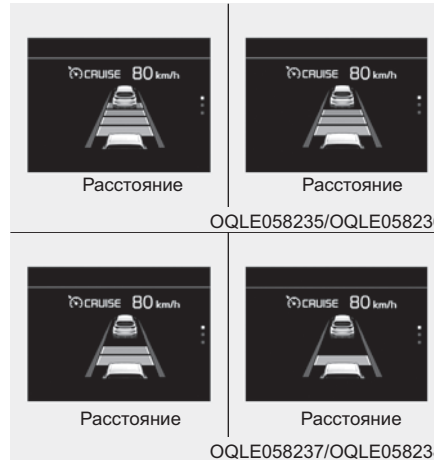 CRUISE 80 km/h CRUISE 80 km/h
Расстояние Расстояние
OQLE058235/OQLE05823
CRUISE 80 km/h CRUISE 80 km/h
Расстояние Расстояние
OQLE058237/OQLE05823